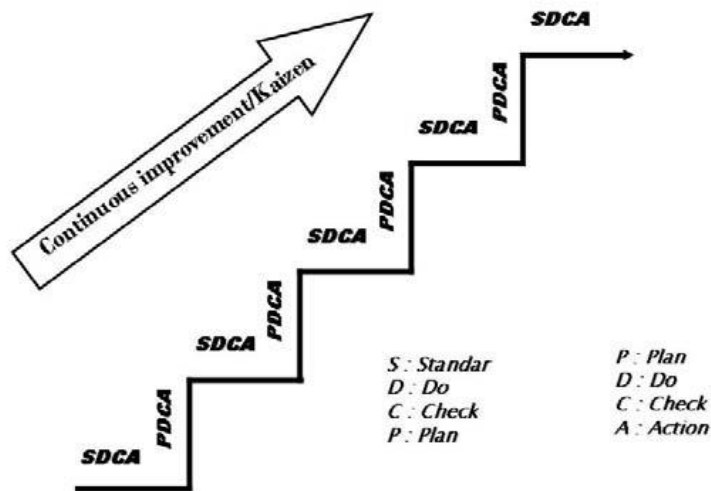 SDCA
PDCA
SDCA
PDCA
SDCA
PDCA
SDCA
PDCA
SDCA
Continuous improvement/Kaizen
S : Standar
D : Do
C : Check
P : Plan
P : Plan
D : Do
C : Check
A : Action